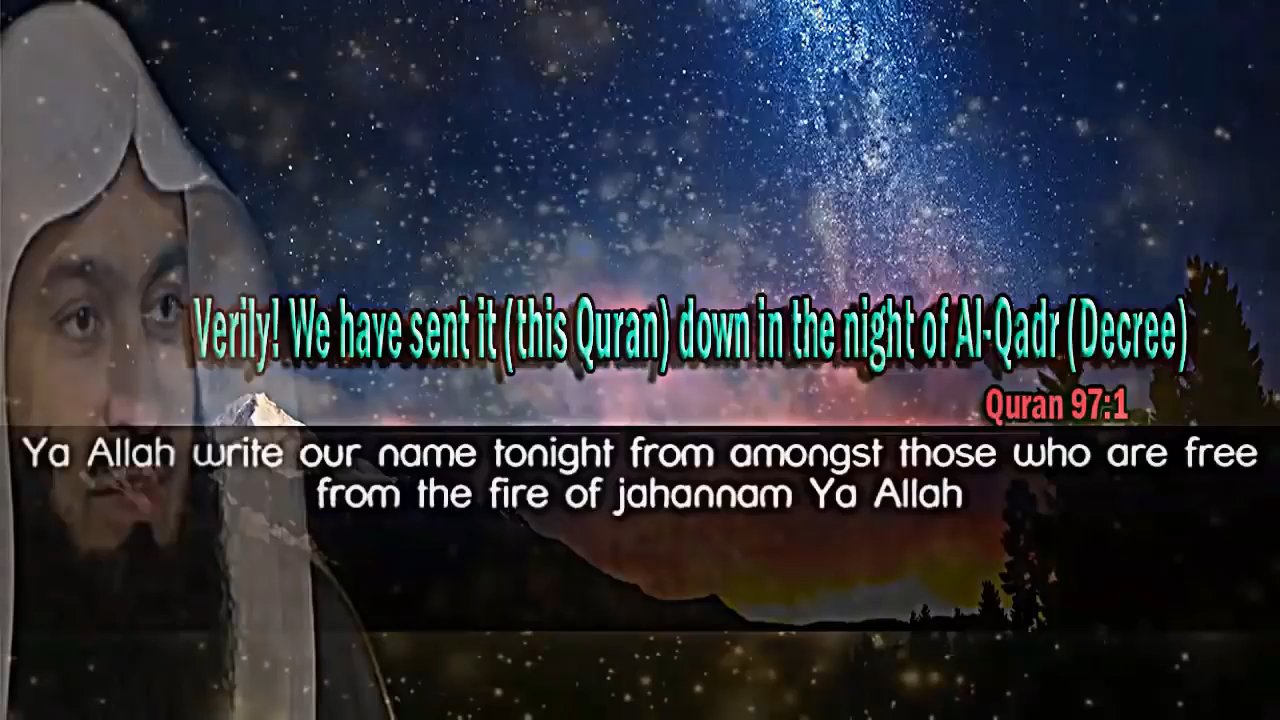 Verily! We have sent it (this Quran) down in the night of Al-Qadr (Decree)
Quran 97:1
Ya Allah write our name tonight from amongst those who are free
from the fire of jahannam Ya Allah